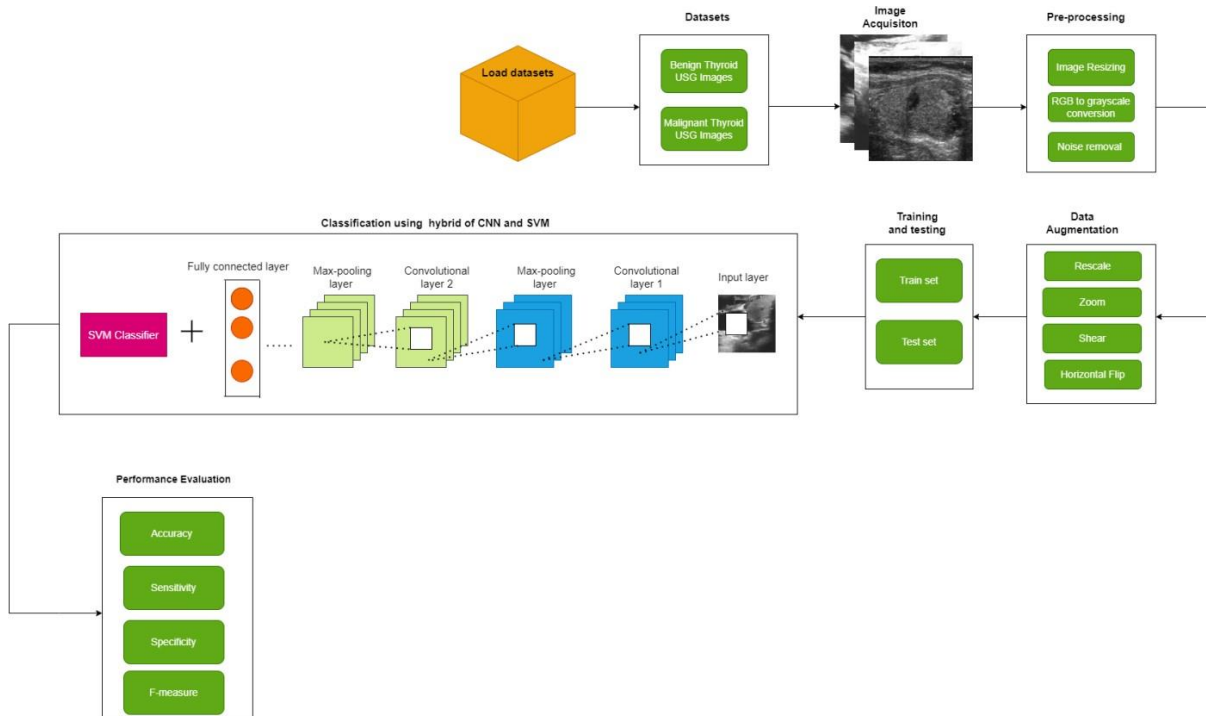 Load datasets
Datasets
Benign Thyroid
USG Images
Malignant Thyroid
USG Images
Image
Acquisiton
Pre-processing
Image Resizing
RGB to grayscale
conversion
Noise removal
Data
Augmentation
Rescale
Zoom
Shear
Horizontal Flip
Training
and testing
Train set
Test set
Classification using hybrid of CNN and SVM
Input layer
Convolutional
layer 1
Max-pooling
layer
Convolutional
layer 2
Max-pooling
layer
Fully connected layer
.....
+
SVM Classifier
Performance Evaluation
Accuracy
Sensitivity
Specificity
F-measure